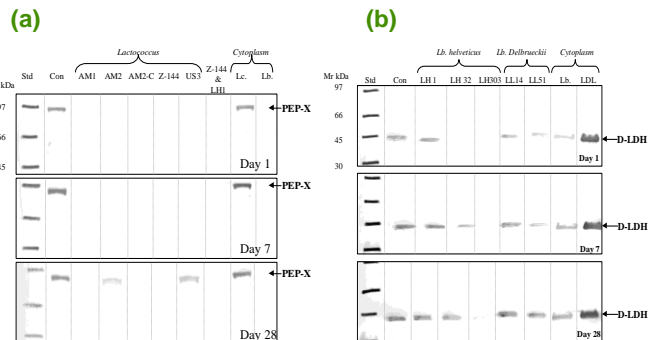 (a)
(b)
Lactococcus
Cytoplasm
kDa
Std
Con
AM1
AM2
AM2-C
Z-144
US3
Z-144
&
LH1
Lc.
Lb.
97
66
45
PEP-X
Day 1
PEP-X
Day 7
PEP-X
Day 28
Lb. helveticus
Lb. Delbrueckii
Cytoplasm
Mr kDa
Std
Con
LH 1
LH 32
LH303
LL14
LL51
Lb.
LDL
97
66
45
30
D-LDH
Day 1
D-LDH
Day 7
D-LDH
Day 28